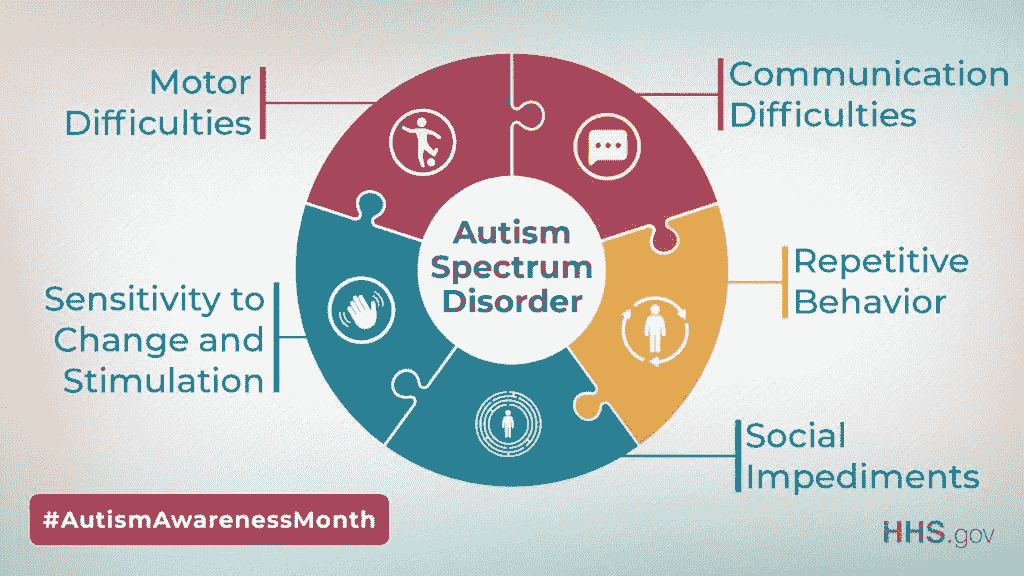 Motor
Difficulties
Communication
Difficulties
Autism
Spectrum
Disorder
Repetitive
Behavior
Sensitivity to
Change and
Stimulation
Social
Impediments
#AutismAwarenessMonth
HHS.gov